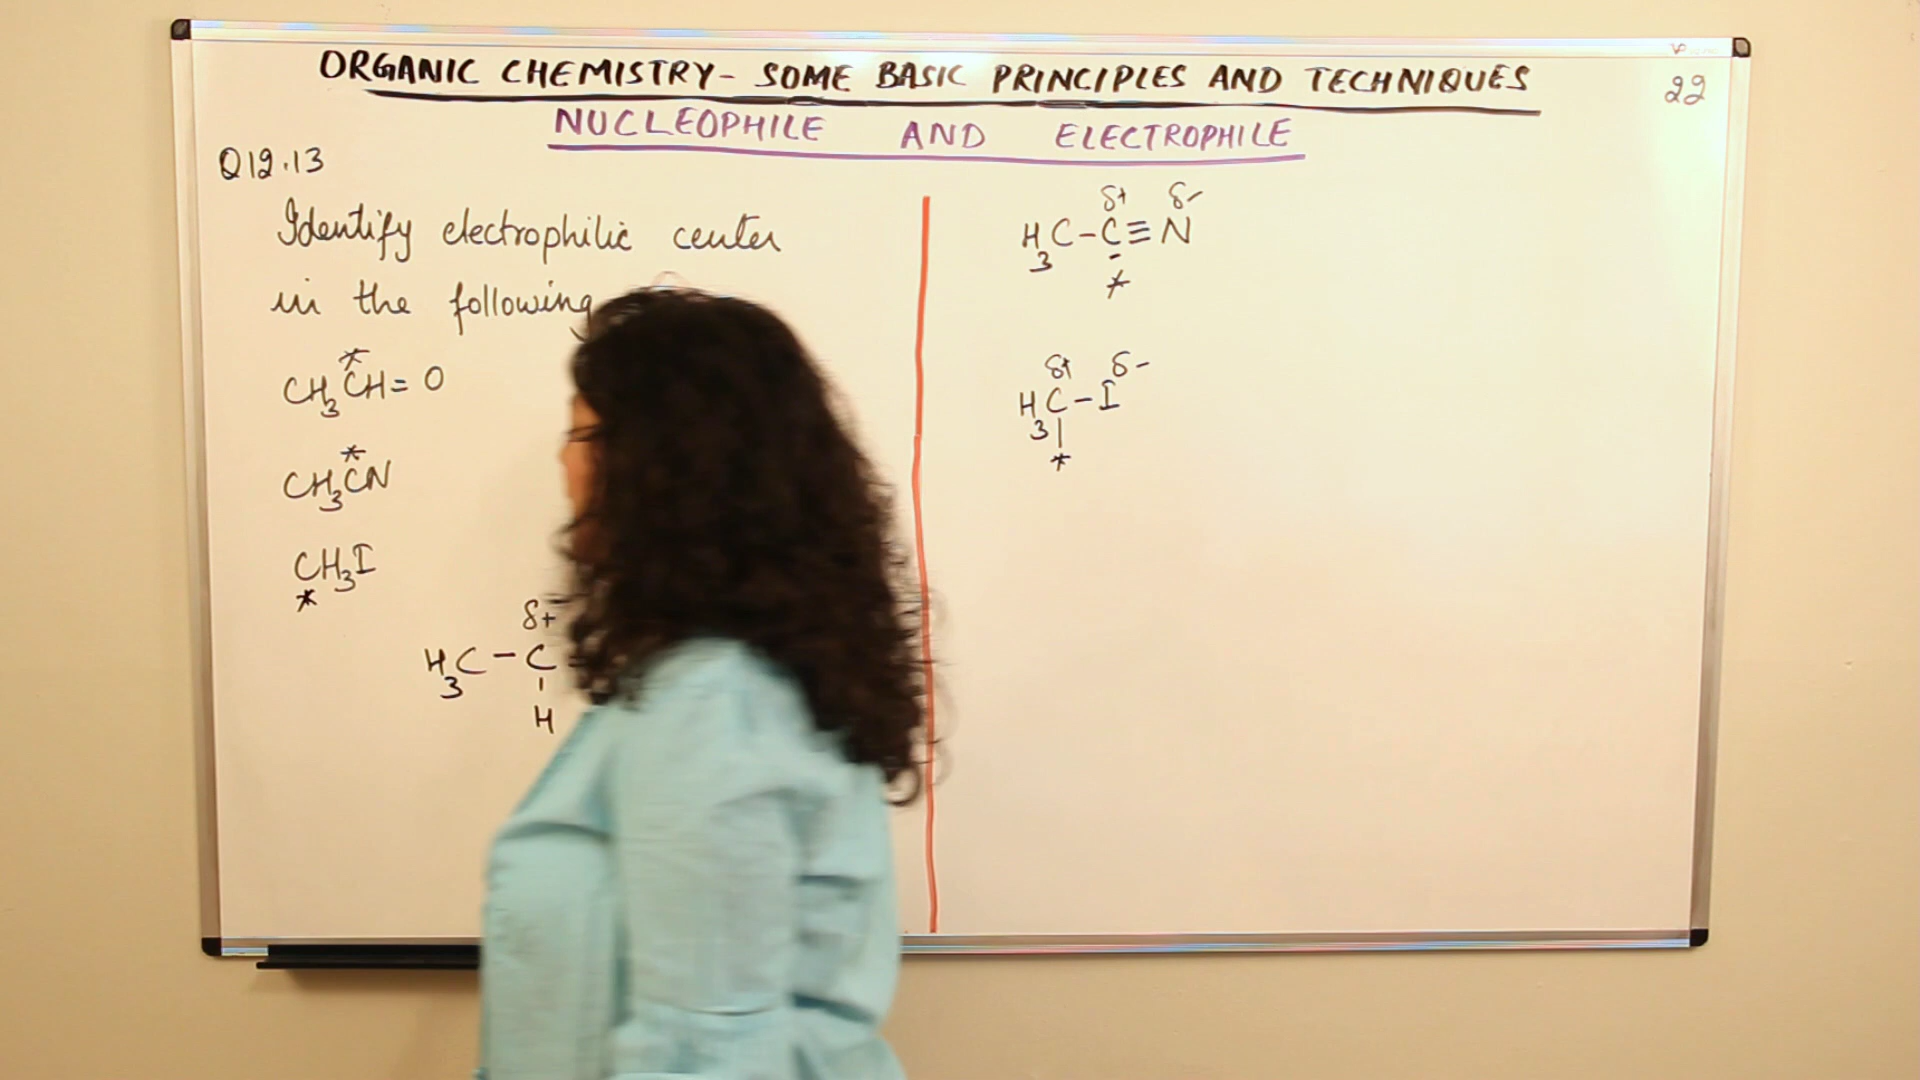 ORGANIC CHEMISTRY- SOME BASIC PRINCIPLES AND TECHNIQUES
22
NUCLEOPHILE AND ELECTROPHILE
Q12.13
Identify electrophilic center
in the following
*
CH₃CH=O
*
CH₃CN
CH₃I
*
δ+
H₃C-C
H
δ+ δ-
H₃C-C≡N
*
δ+ δ-
H₃C-I
*